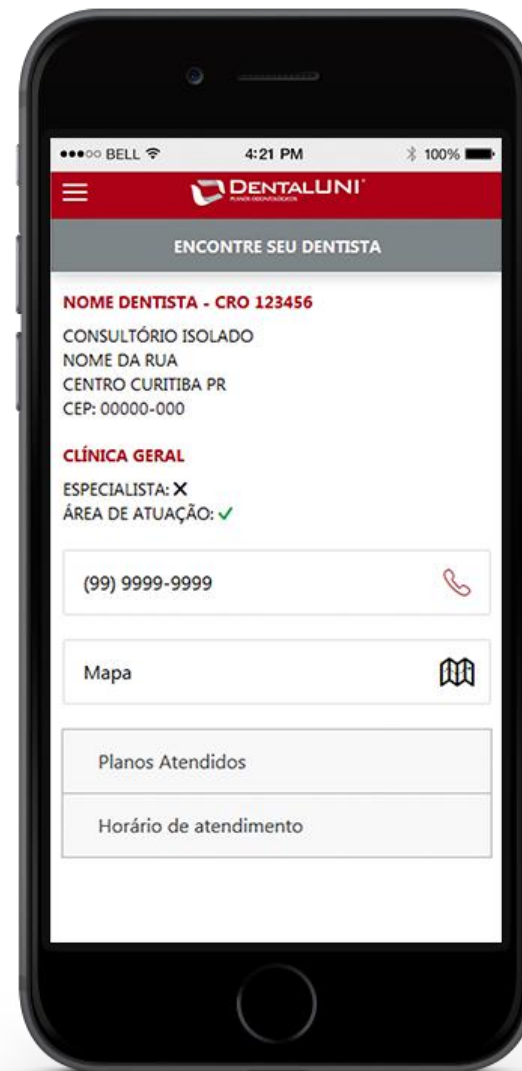 BELL
4:21 PM
100%
DENTALUNI®
PLANOS ODONTOLÓGICOS
ENCONTRE SEU DENTISTA
NOME DENTISTA - CRO 123456
CONSULTÓRIO ISOLADO
NOME DA RUA
CENTRO CURITIBA PR
CEP: 00000-000
CLÍNICA GERAL
ESPECIALISTA: ✕
ÁREA DE ATUAÇÃO: ✓
(99) 9999-9999
Mapa
Planos Atendidos
Horário de atendimento